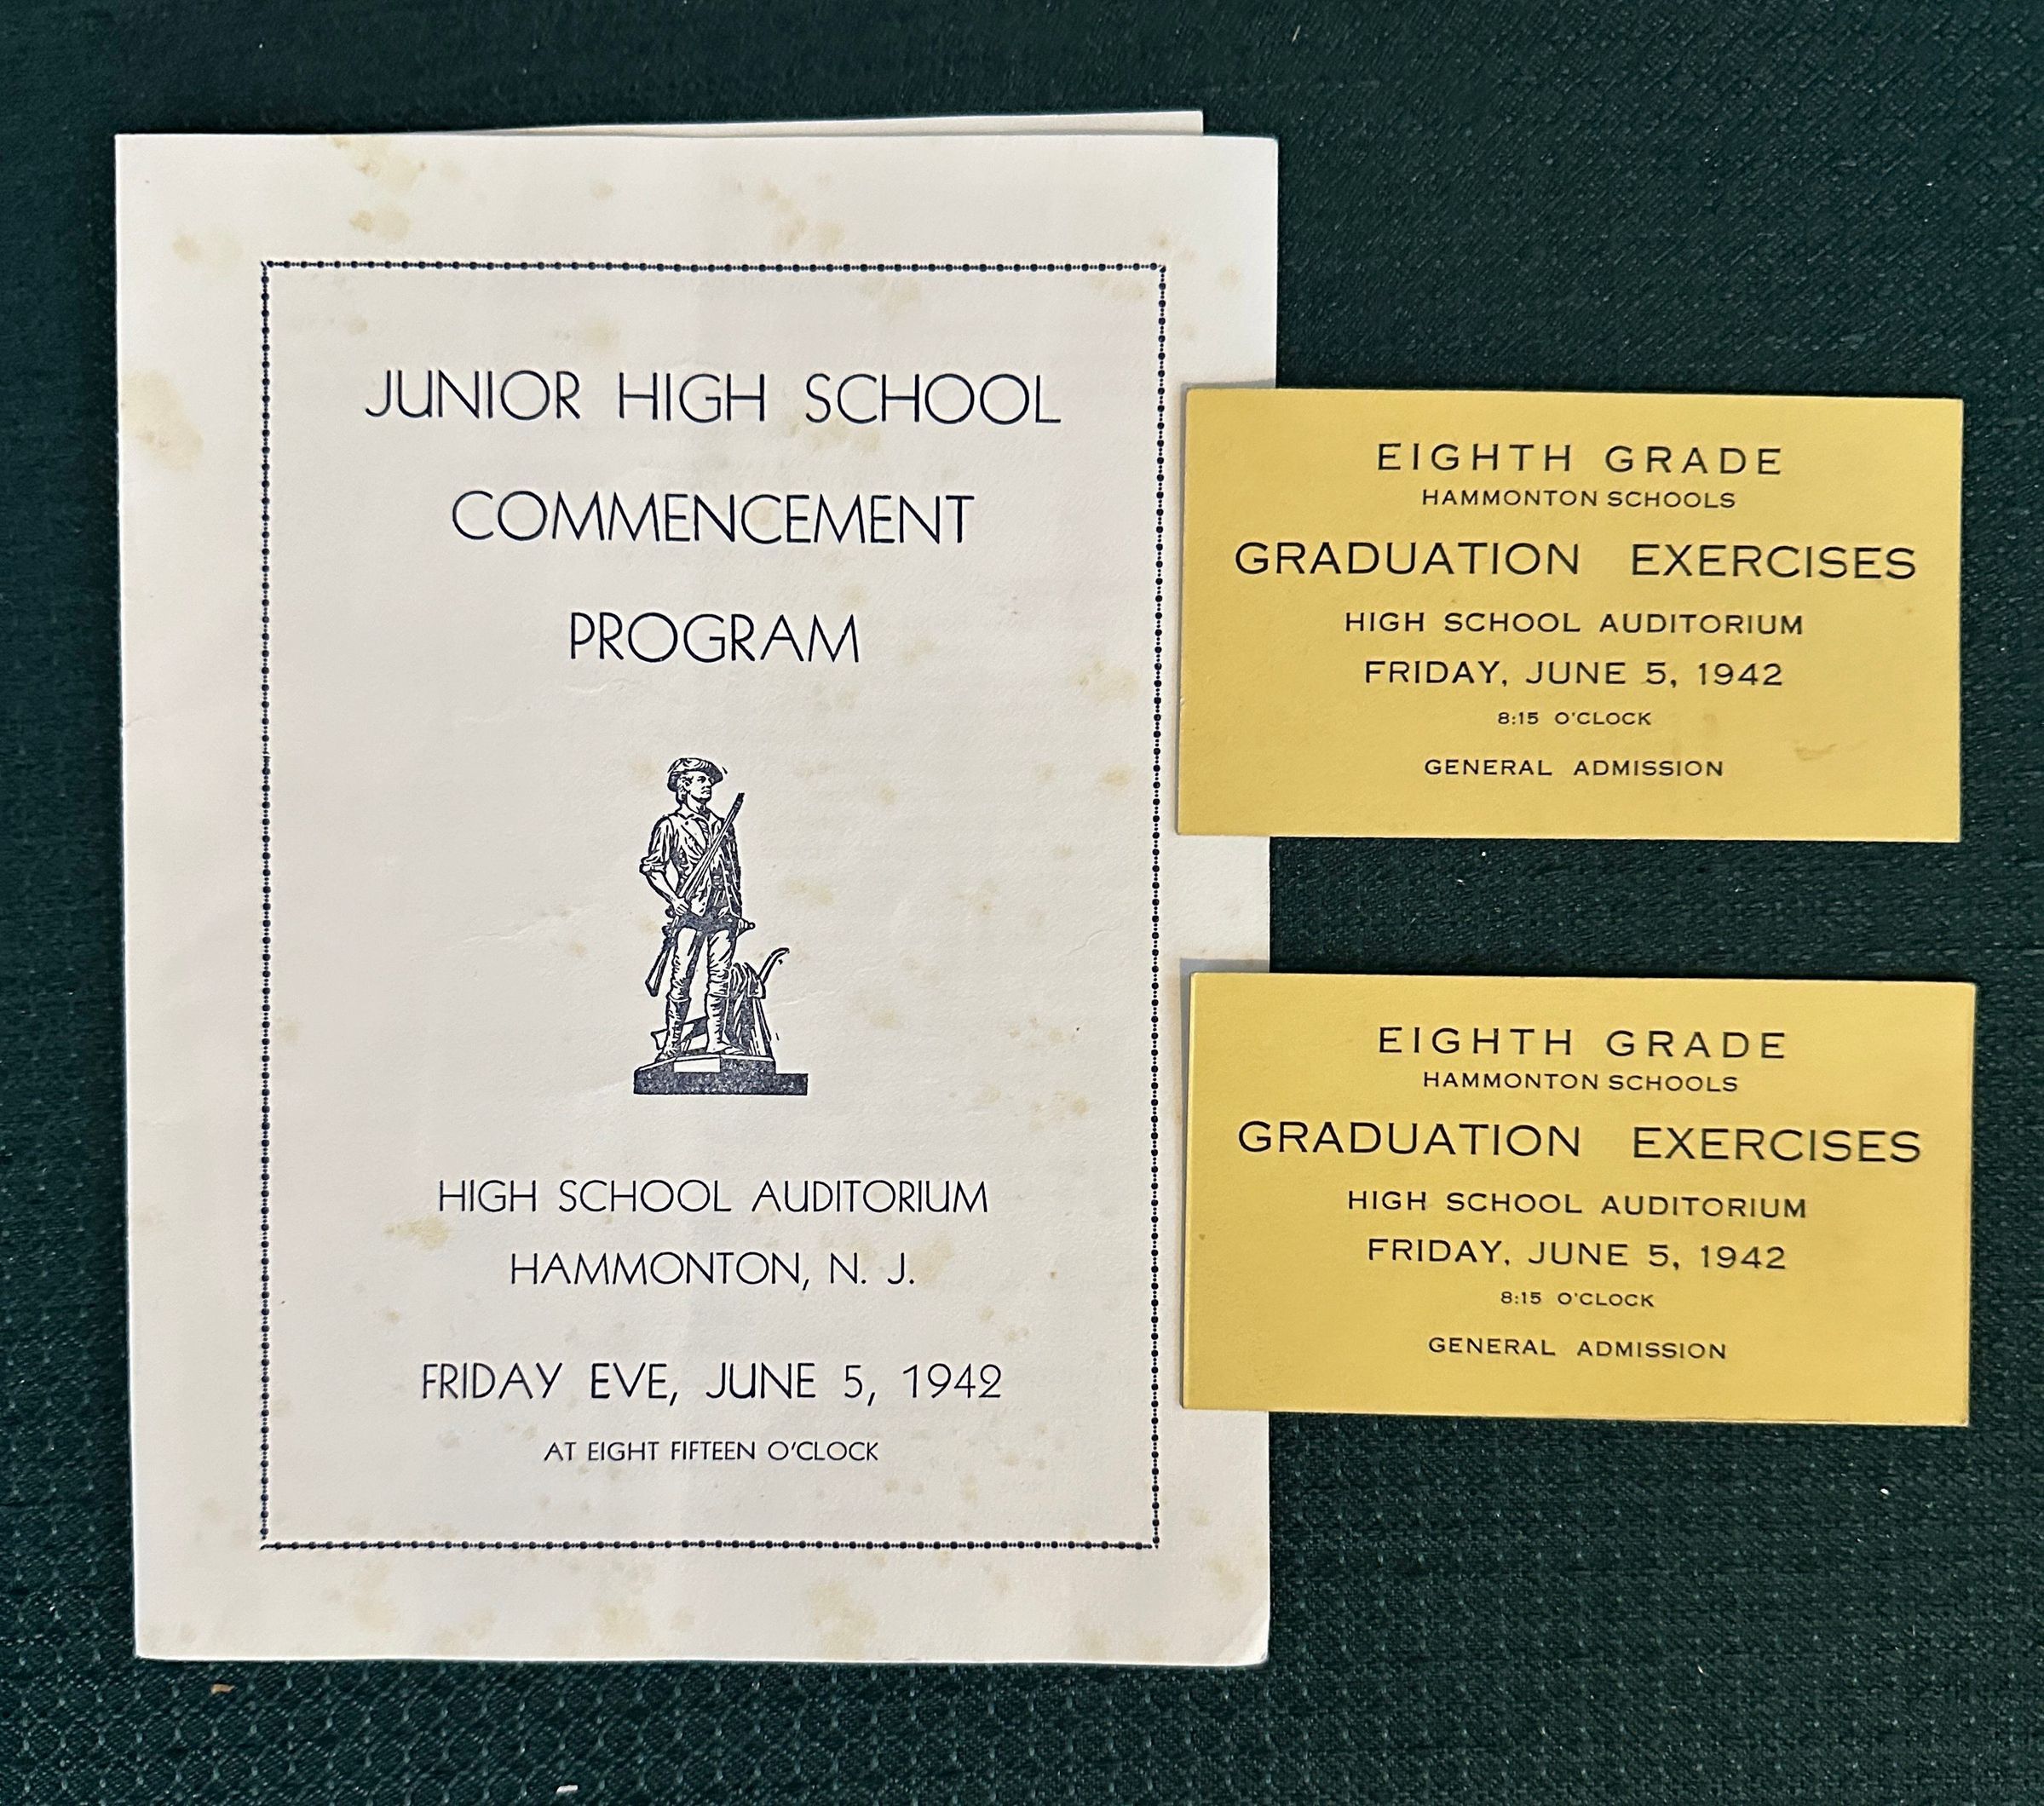 JUNIOR HIGH SCHOOL
COMMENCEMENT
PROGRAM
HIGH SCHOOL AUDITORIUM
HAMMONTON, N. J.
FRIDAY EVE, JUNE 5, 1942
AT EIGHT FIFTEEN O'CLOCK
EIGHTH GRADE
HAMMONTON SCHOOLS
GRADUATION EXERCISES
HIGH SCHOOL AUDITORIUM
FRIDAY, JUNE 5, 1942
8:15 O'CLOCK
GENERAL ADMISSION
EIGHTH GRADE
HAMMONTON SCHOOLS
GRADUATION EXERCISES
HIGH SCHOOL AUDITORIUM
FRIDAY, JUNE 5, 1942
8:15 O'CLOCK
GENERAL ADMISSION